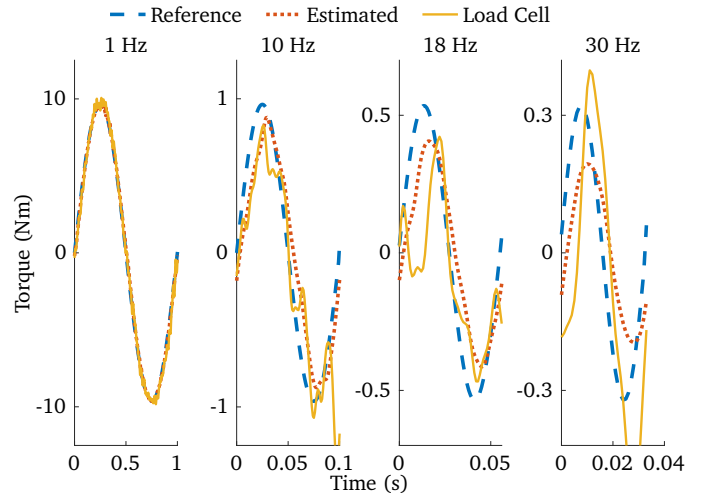 Reference Estimated Load Cell
1 Hz 10 Hz 18 Hz 30 Hz
10 1 0.5 0.3
Torque (Nm)
0 0 0 0
-10 -1 -0.5 -0.3
0 0.5 1 0 0.05 0.1 0 0.05 0 0.02 0.04
Time (s)